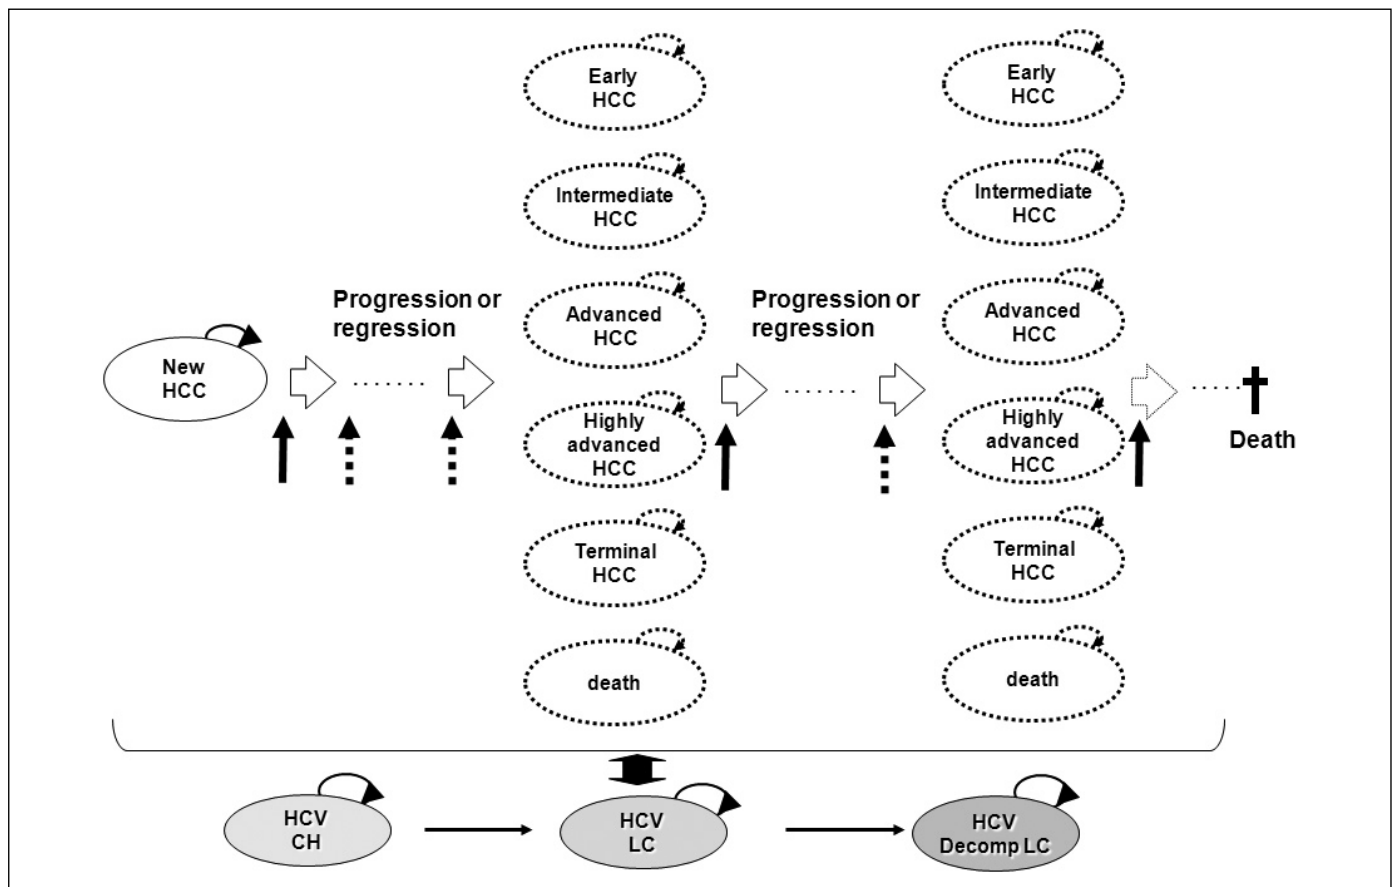 Early
HCC
Intermediate
HCC
Advanced
HCC
Highly
advanced
HCC
Terminal
HCC
death
Early
HCC
Intermediate
HCC
Advanced
HCC
Highly
advanced
HCC
Terminal
HCC
death
Progression or
regression
Progression or
regression
New
HCC
Death
HCV
CH
HCV
LC
HCV
Decomp LC